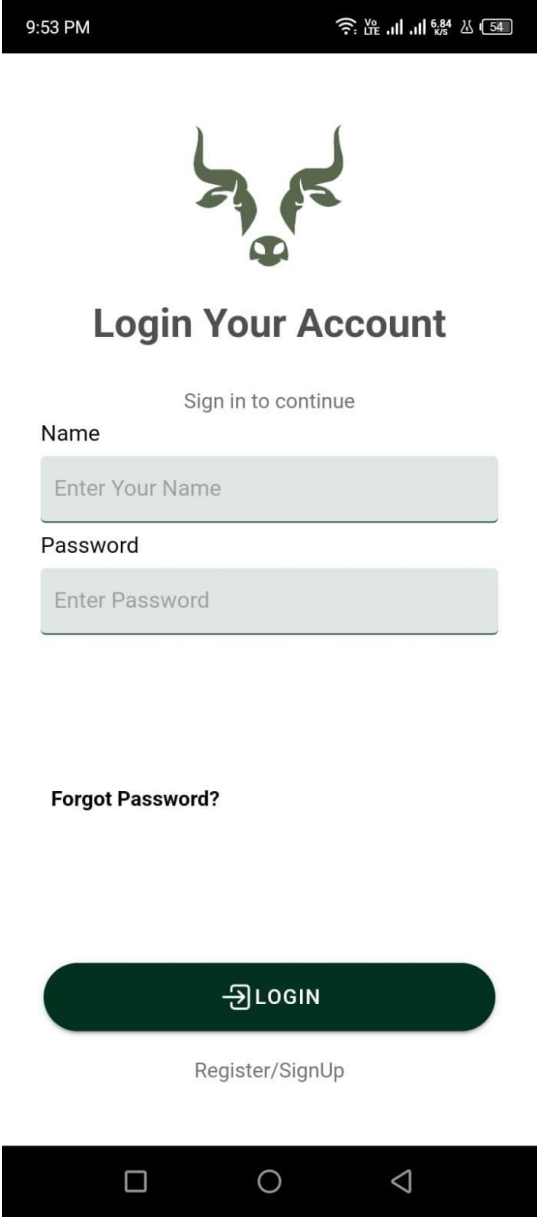 9:53 PM Vo LTE 6.84 K/S 54
Login Your Account
Sign in to continue
Name
Enter Your Name
Password
Enter Password
Forgot Password?
LOGIN
Register/SignUp